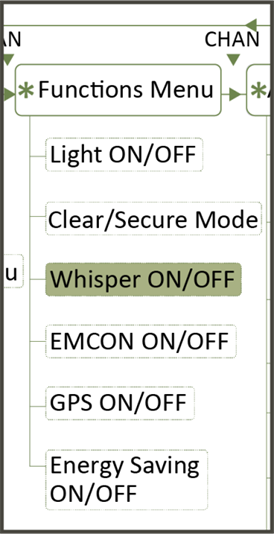 AN
CHAN
* Functions Menu
*
Light ON/OFF
Clear/Secure Mode
Whisper ON/OFF
u
EMCON ON/OFF
GPS ON/OFF
Energy Saving
ON/OFF